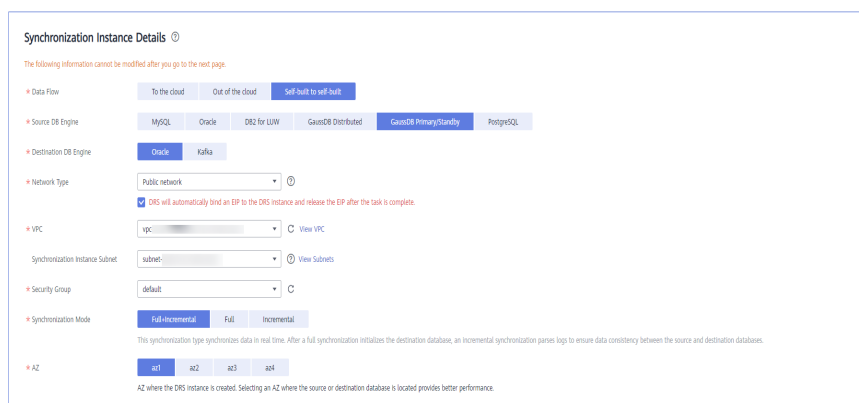 Synchronization Instance Details ?
The following information cannot be modified after you go to the next page.
* Data Flow To the cloud Out of the cloud Self-built to self-built
* Source DB Engine MySQL Oracle DB2 for LUW GaussDB Distributed GaussDB Primary/Standby PostgreSQL
* Destination DB Engine Oracle Kafka
* Network Type Public network ?
DRS will automatically bind an EIP to the DRS instance and release the EIP after the task is complete.
* VPC vpc View VPC
Synchronization Instance Subnet subnet- ? View Subnets
* Security Group default
* Synchronization Mode Full+Incremental Full Incremental
This synchronization type synchronizes data in real time. After a full synchronization initializes the destination database, an incremental synchronization parses logs to ensure data consistency between the source and destination databases.
* AZ az1 az2 az3 az4
AZ where the DRS instance is created. Selecting an AZ where the source or destination database is located provides better performance.